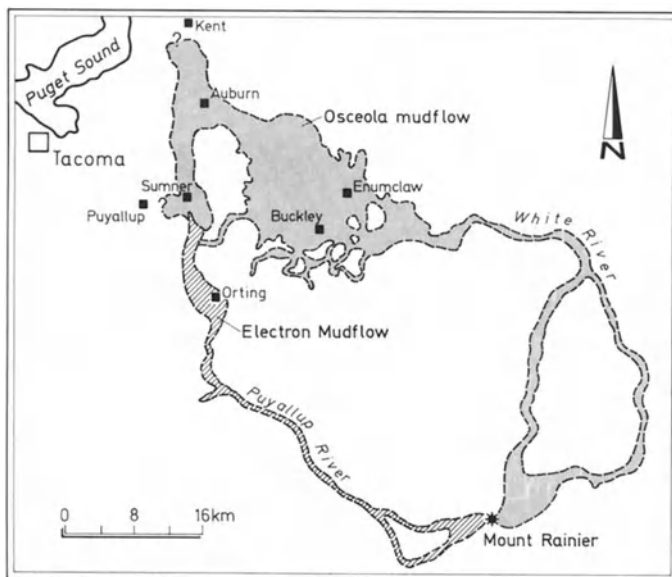 Kent
?
Puget Sound
Auburn
Osceola mudflow
N
Tacoma
Sumner
Enumclaw
?
Puyallup
Buckley
White River
Orting
Electron Mudflow
Puyallup River
0 8 16km
Mount Rainier